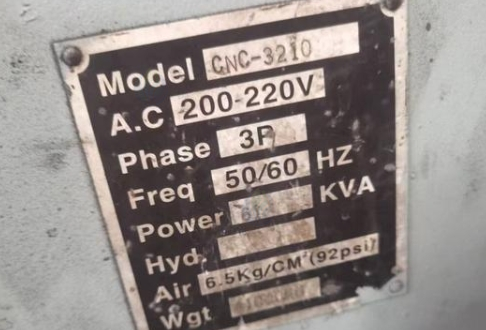 Model CNC-3210
A.C 200-220V
Phase 3P
Freq 50/60 HZ
Power KVA
Hyd.
Air 6.5Kg/CM²(92psi)
Wgt